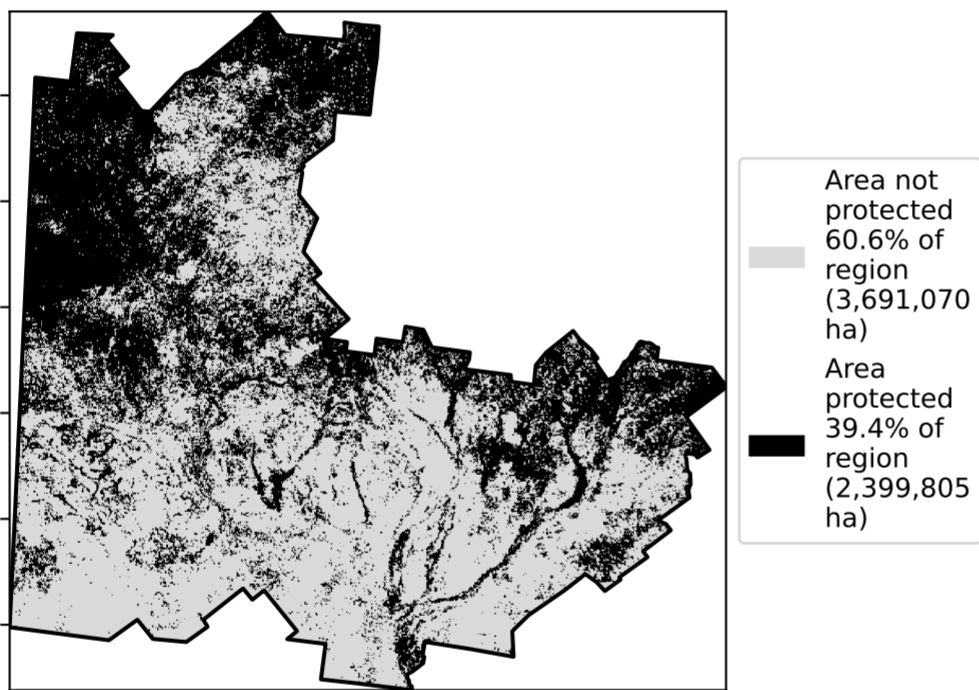 Area not
protected
60.6% of
region
(3,691,070
ha)
Area
protected
39.4% of
region
(2,399,805
ha)